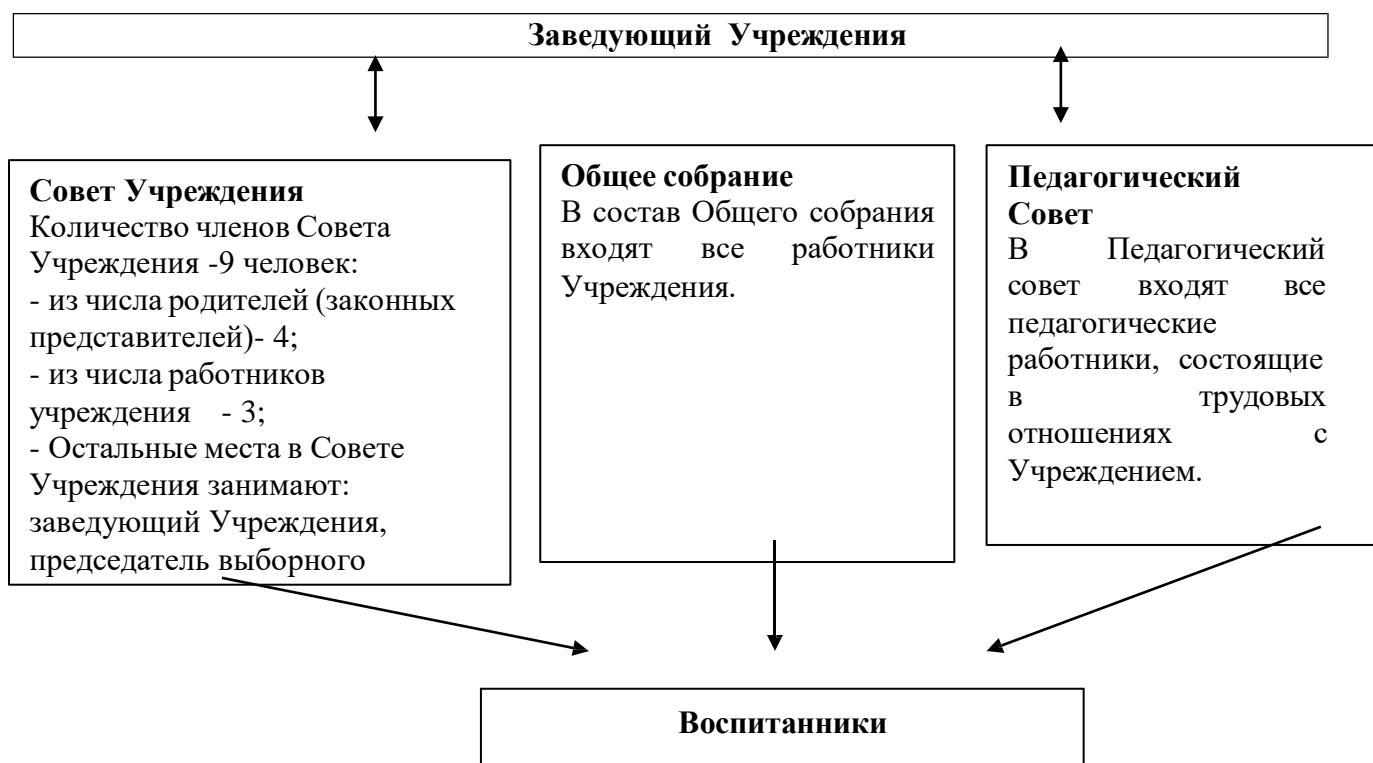 Заведующий Учреждения
Совет Учреждения
Количество членов Совета
Учреждения -9 человек:
- из числа родителей (законных
представителей)- 4;
- из числа работников
учреждения - 3;
- Остальные места в Совете
Учреждения занимают:
заведующий Учреждения,
председатель выборного
Общее собрание
В состав Общего собрания
входят все работники
Учреждения.
Педагогический
Совет
В Педагогический
совет входят все
педагогические
работники, состоящие
в трудовых
отношениях с
Учреждением.
Воспитанники